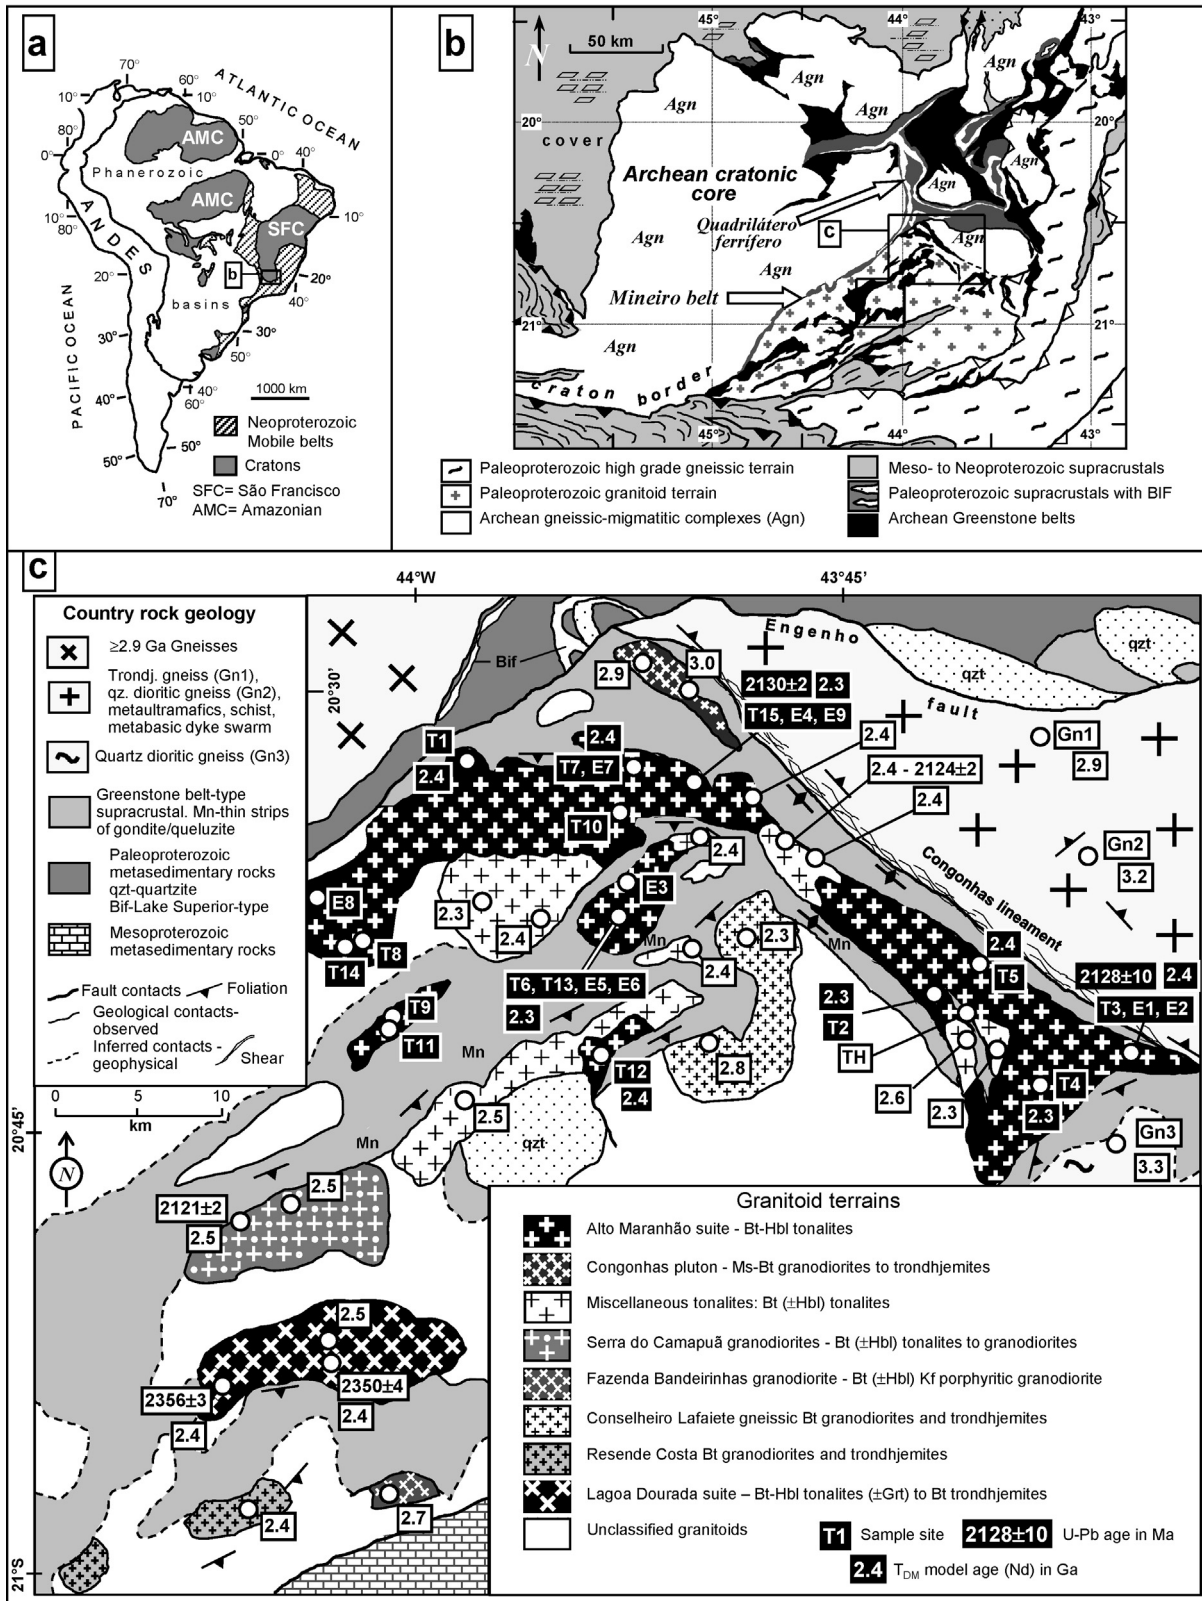 a
ATLANTIC OCEAN
70°
60°
10°
10°
50°
80°
AMC
0°
0°
40°
Phanerozoic
AMC
10°
80°
10°
SFC
ANDES
b
20°
20°
basins
40°
PACIFIC OCEAN
30°
30°
50°
40°
40°
60°
1000 km
50°
50°
70°
Neoproterozoic
Mobile belts
Cratons
SFC= São Francisco
AMC= Amazonian
b
45°
44°
43°
N
50 km
Agn
Agn
Agn
Agn
20°
20°
cover
Agn
Archean cratonic
core
Agn
Quadrilátero
ferrífero
c
Agn
Agn
Agn
Mineiro belt
21°
21°
Agn
craton border
45°
44°
43°
Paleoproterozoic high grade gneissic terrain
Paleoproterozoic granitoid terrain
Archean gneissic-migmatitic complexes (Agn)
Meso- to Neoproterozoic supracrustals
Paleoproterozoic supracrustals with BIF
Archean Greenstone belts
c
44°W
43°45'
Country rock geology
≥2.9 Ga Gneisses
Trondj. gneiss (Gn1),
qz. dioritic gneiss (Gn2),
metaultramafics, schist,
metabasic dyke swarm
Quartz dioritic gneiss (Gn3)
Greenstone belt-type
supracrustal. Mn-thin strips
of gondite/queluzite
Paleoproterozoic
metasedimentary rocks
qzt-quartzite
Bif-Lake Superior-type
Mesoproterozoic
metasedimentary rocks
Fault contacts
Foliation
Geological contacts-
observed
Inferred contacts -
geophysical
Shear
0
5
10
km
N
20°30'
20°45'
21°S
Bif
Engenho
fault
qzt
qzt
2.9
3.0
2130±2
2.3
T15, E4, E9
T1
2.4
2.4
T7, E7
2.4
Gn1
2.9
2.4 - 2124±2
2.4
T10
2.4
Gn2
3.2
Congonhas lineament
E8
E3
2.3
2.4
Mn
2.3
Mn
2.4
T14
T8
2.4
T5
2128±10
2.4
T6, T13, E5, E6
2.3
T3, E1, E2
T9
T11
2.3
T2
Mn
TH
T12
2.4
2.8
2.6
2.3
T4
2.3
2.5
Mn
qzt
Gn3
3.3
2.5
2121±2
2.5
2.5
2356±3
2.4
2350±4
2.4
2.4
2.7
Granitoid terrains
Alto Maranhão suite - Bt-Hbl tonalites
Congonhas pluton - Ms-Bt granodiorites to trondhjemites
Miscellaneous tonalites: Bt (±Hbl) tonalites
Serra do Camapuã granodiorites - Bt (±Hbl) tonalites to granodiorites
Fazenda Bandeirinhas granodiorite - Bt (±Hbl) Kf porphyritic granodiorite
Conselheiro Lafaiete gneissic Bt granodiorites and trondhjemites
Resende Costa Bt granodiorites and trondhjemites
Lagoa Dourada suite – Bt-Hbl tonalites (±Grt) to Bt trondhjemites
Unclassified granitoids
T1 Sample site
2128±10 U-Pb age in Ma
2.4 TDM model age (Nd) in Ga